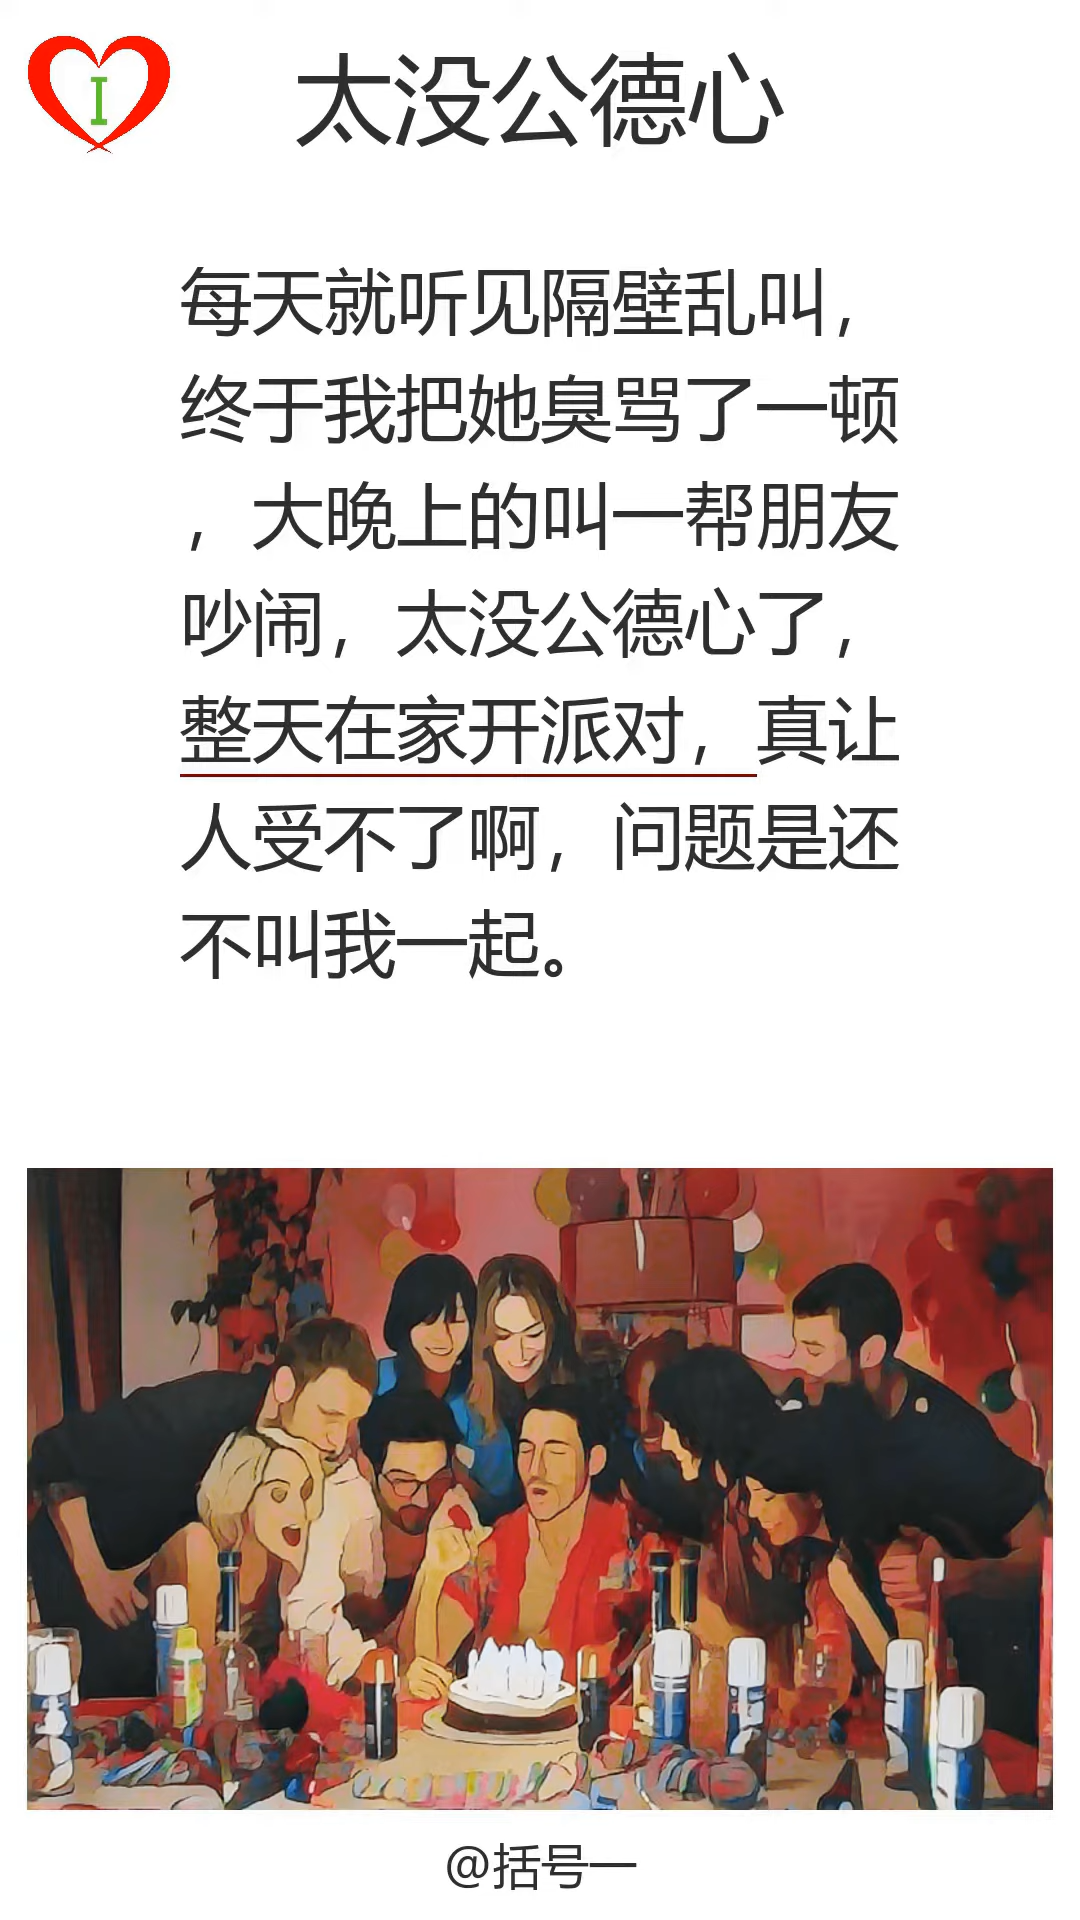 I
太没公德心
每天就听见隔壁乱叫，
终于我把她臭骂了一顿
，大晚上的叫一帮朋友
吵闹，太没公德心了，
整天在家开派对，真让
人受不了啊，问题是还
不叫我一起。
@括号一